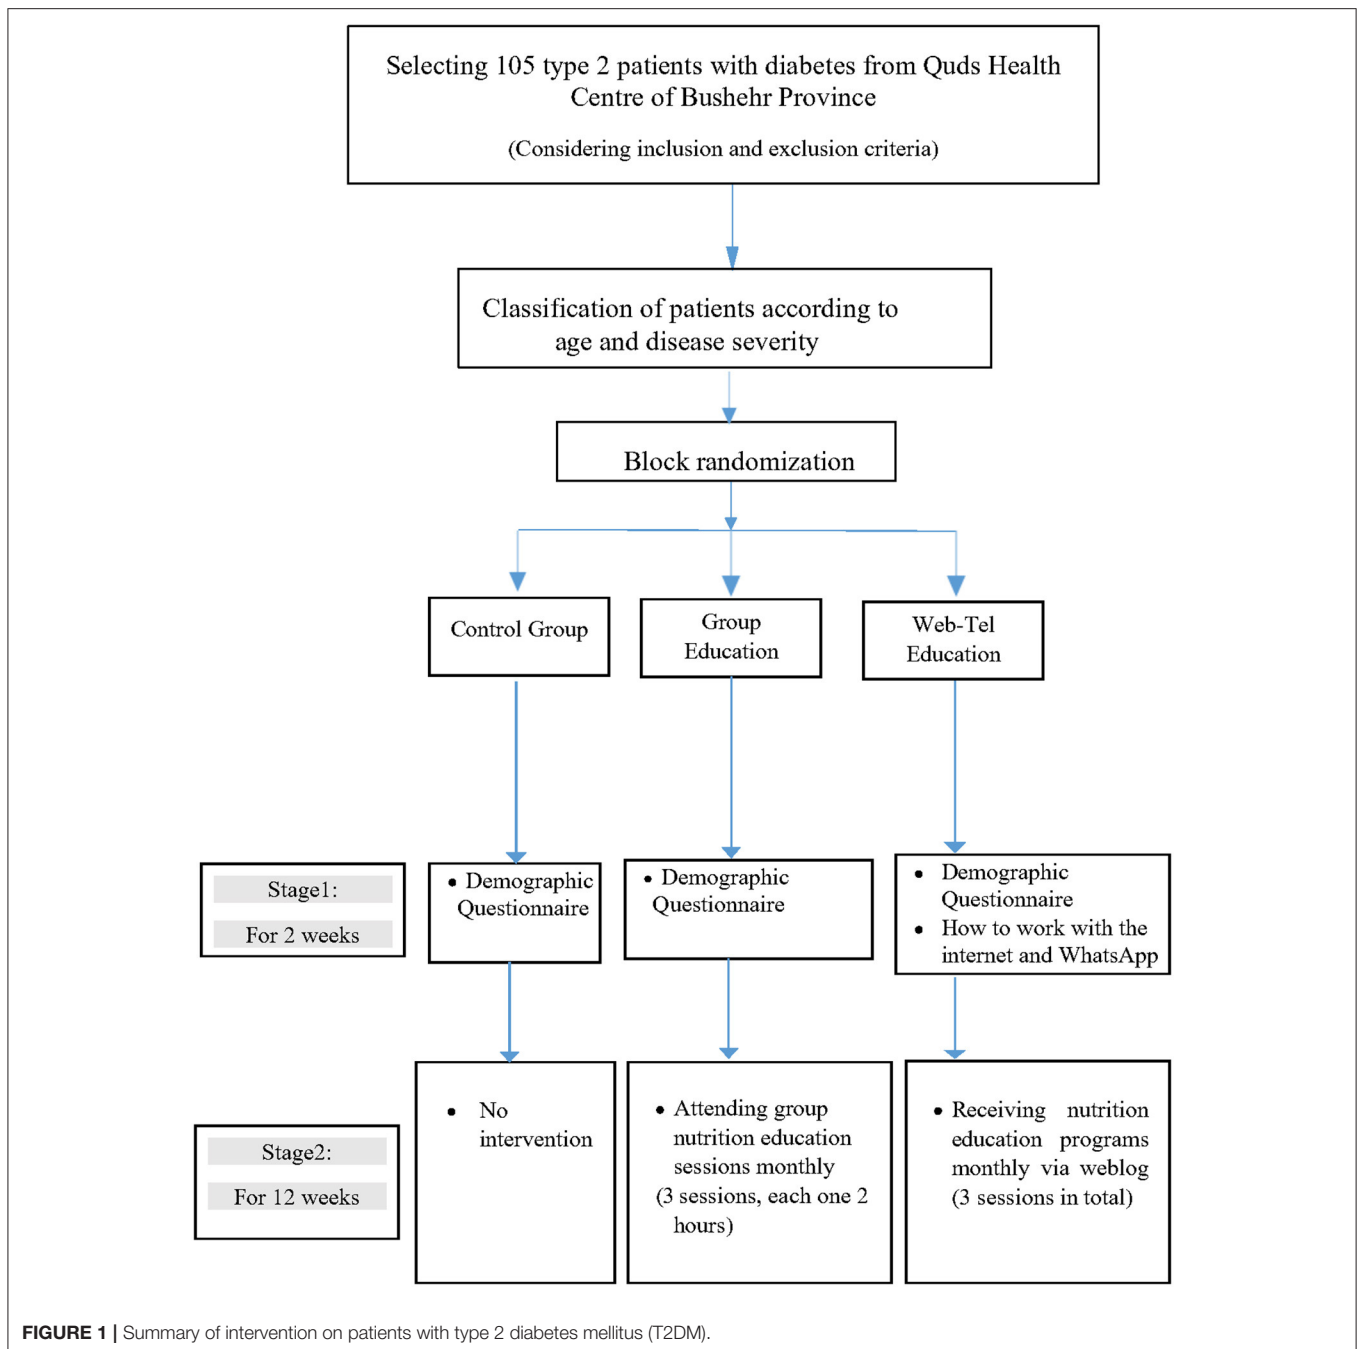 Selecting 105 type 2 patients with diabetes from Quds Health
Centre of Bushehr Province
(Considering inclusion and exclusion criteria)
Classification of patients according to
age and disease severity
Block randomization
Control Group
Group
Education
Web-Tel
Education
Stage1:
For 2 weeks
• Demographic
Questionnaire
• Demographic
Questionnaire
• Demographic
Questionnaire
• How to work with the
internet and WhatsApp
Stage2:
For 12 weeks
• No
intervention
• Attending group
nutrition education
sessions monthly
(3 sessions, each one 2
hours)
• Receiving nutrition
education programs
monthly via weblog
(3 sessions in total)
FIGURE 1 | Summary of intervention on patients with type 2 diabetes mellitus (T2DM).